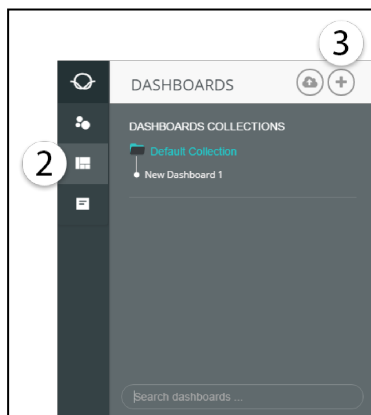 3
DASHBOARDS
DASHBOARDS COLLECTIONS
Default Collection
2
New Dashboard 1
Search dashboards ...